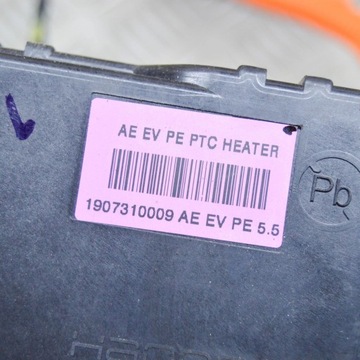 AE EV PE PTC HEATER
1907310009 AE EV PE 5.5
Pb